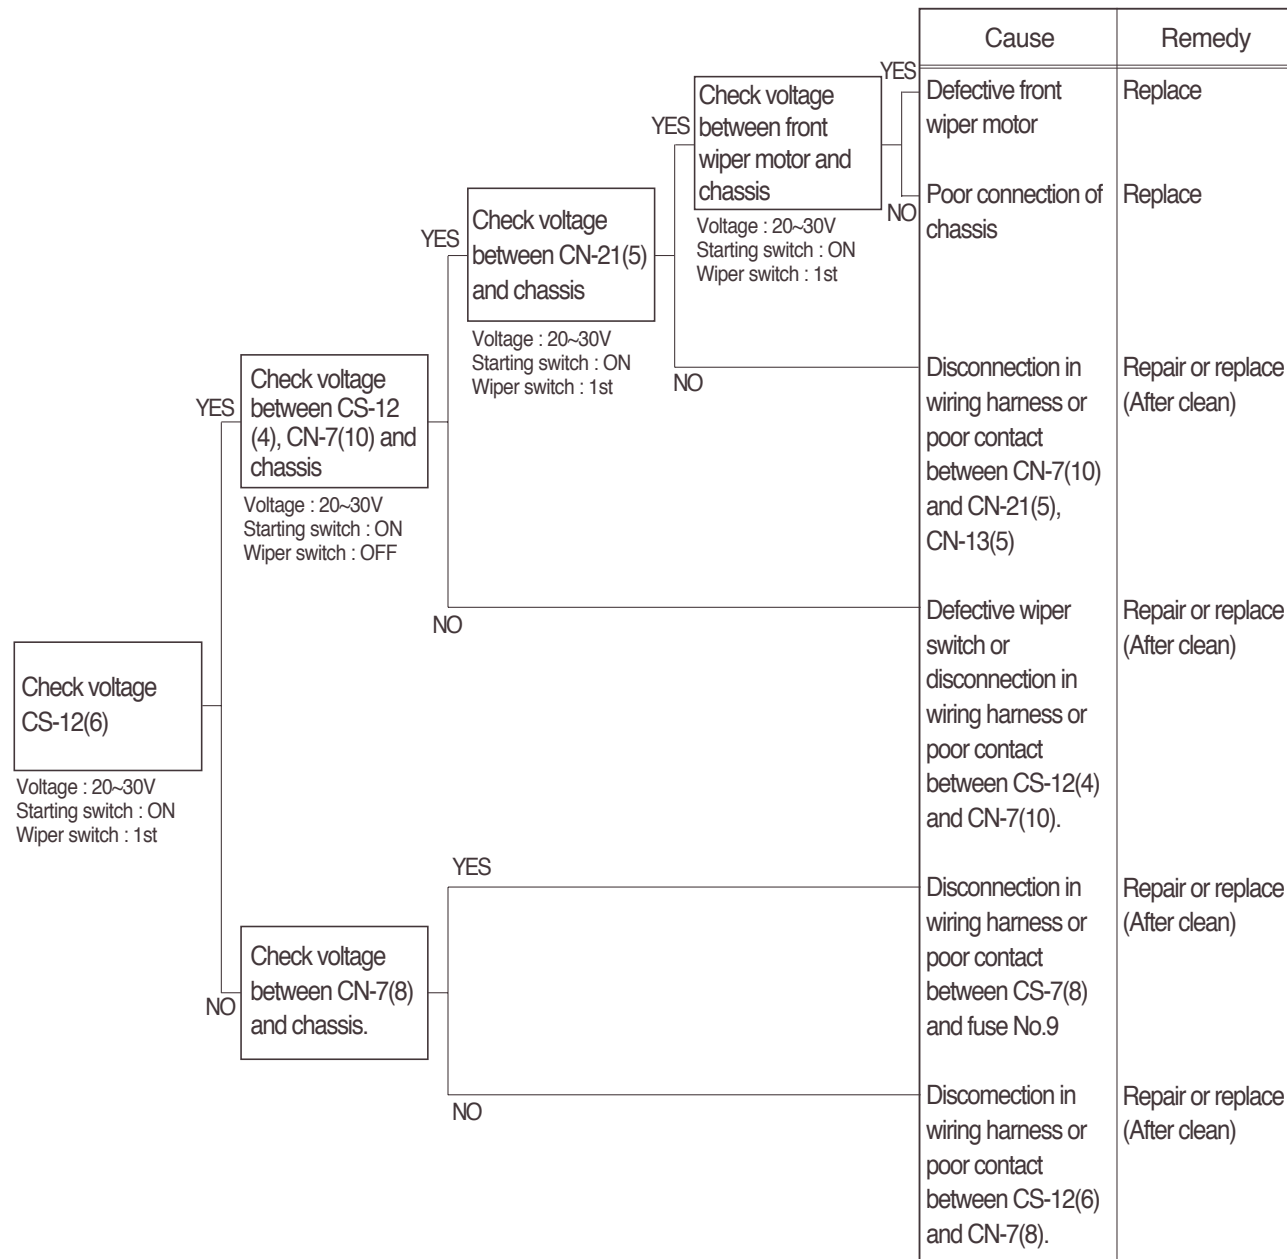 Cause
Remedy
YES
Defective front
wiper motor
Replace
Check voltage
between front
wiper motor and
chassis
YES
NO
Poor connection of
chassis
Replace
Voltage : 20~30V
Starting switch : ON
Wiper switch : 1st
Check voltage
between CN-21(5)
and chassis
YES
Voltage : 20~30V
Starting switch : ON
Wiper switch : 1st
NO
Disconnection in
wiring harness or
poor contact
between CN-7(10)
and CN-21(5),
CN-13(5)
Repair or replace
(After clean)
Check voltage
between CS-12
(4), CN-7(10) and
chassis
YES
Voltage : 20~30V
Starting switch : ON
Wiper switch : OFF
NO
Defective wiper
switch or
disconnection in
wiring harness or
poor contact
between CS-12(4)
and CN-7(10).
Repair or replace
(After clean)
Check voltage
CS-12(6)
Voltage : 20~30V
Starting switch : ON
Wiper switch : 1st
YES
Disconnection in
wiring harness or
poor contact
between CS-7(8)
and fuse No.9
Repair or replace
(After clean)
NO
Check voltage
between CN-7(8)
and chassis.
NO
Discomection in
wiring harness or
poor contact
between CS-12(6)
and CN-7(8).
Repair or replace
(After clean)